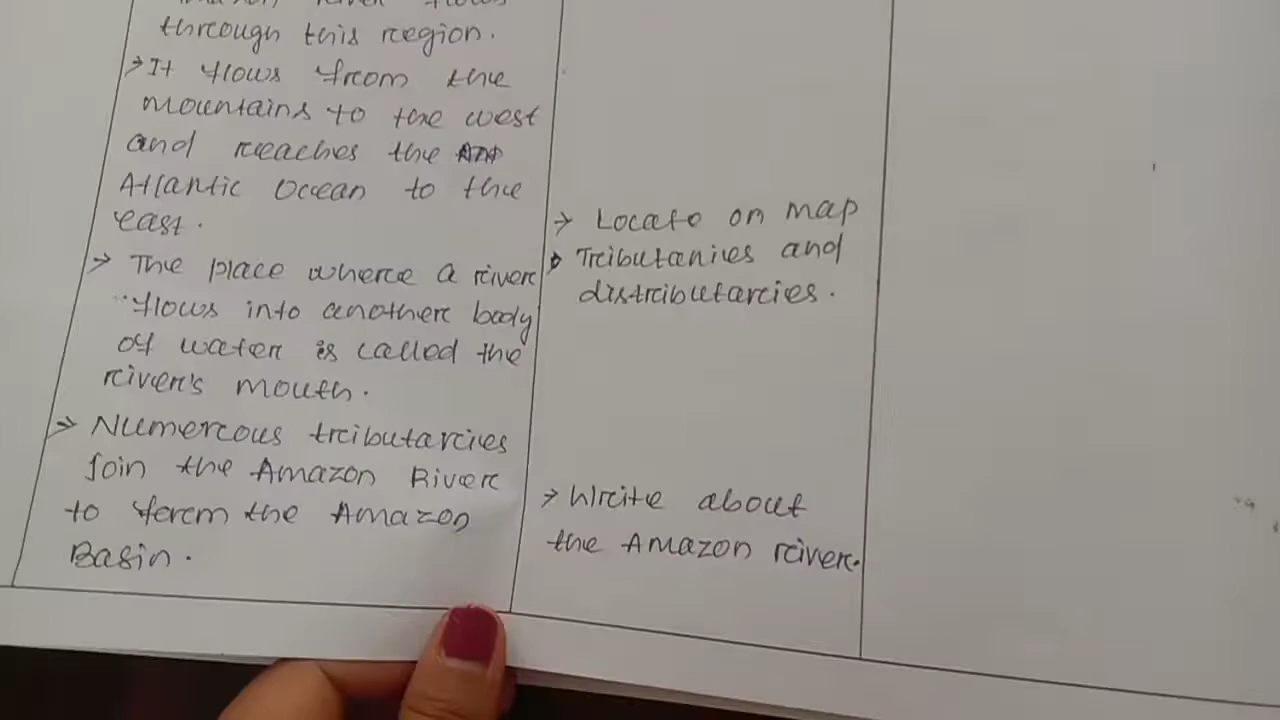 through this region.
→ It flows from the
mountains to the west
and reaches the
Atlantic Ocean to the
east.
→ The place where a river
flows into another body
of water is called the
river's mouth.
→ Numerous tributaries
Join the Amazon River
to form the Amazon
Basin.
→ Locate on map
Tributaries and
distributaries.
→ Write about
the Amazon river.